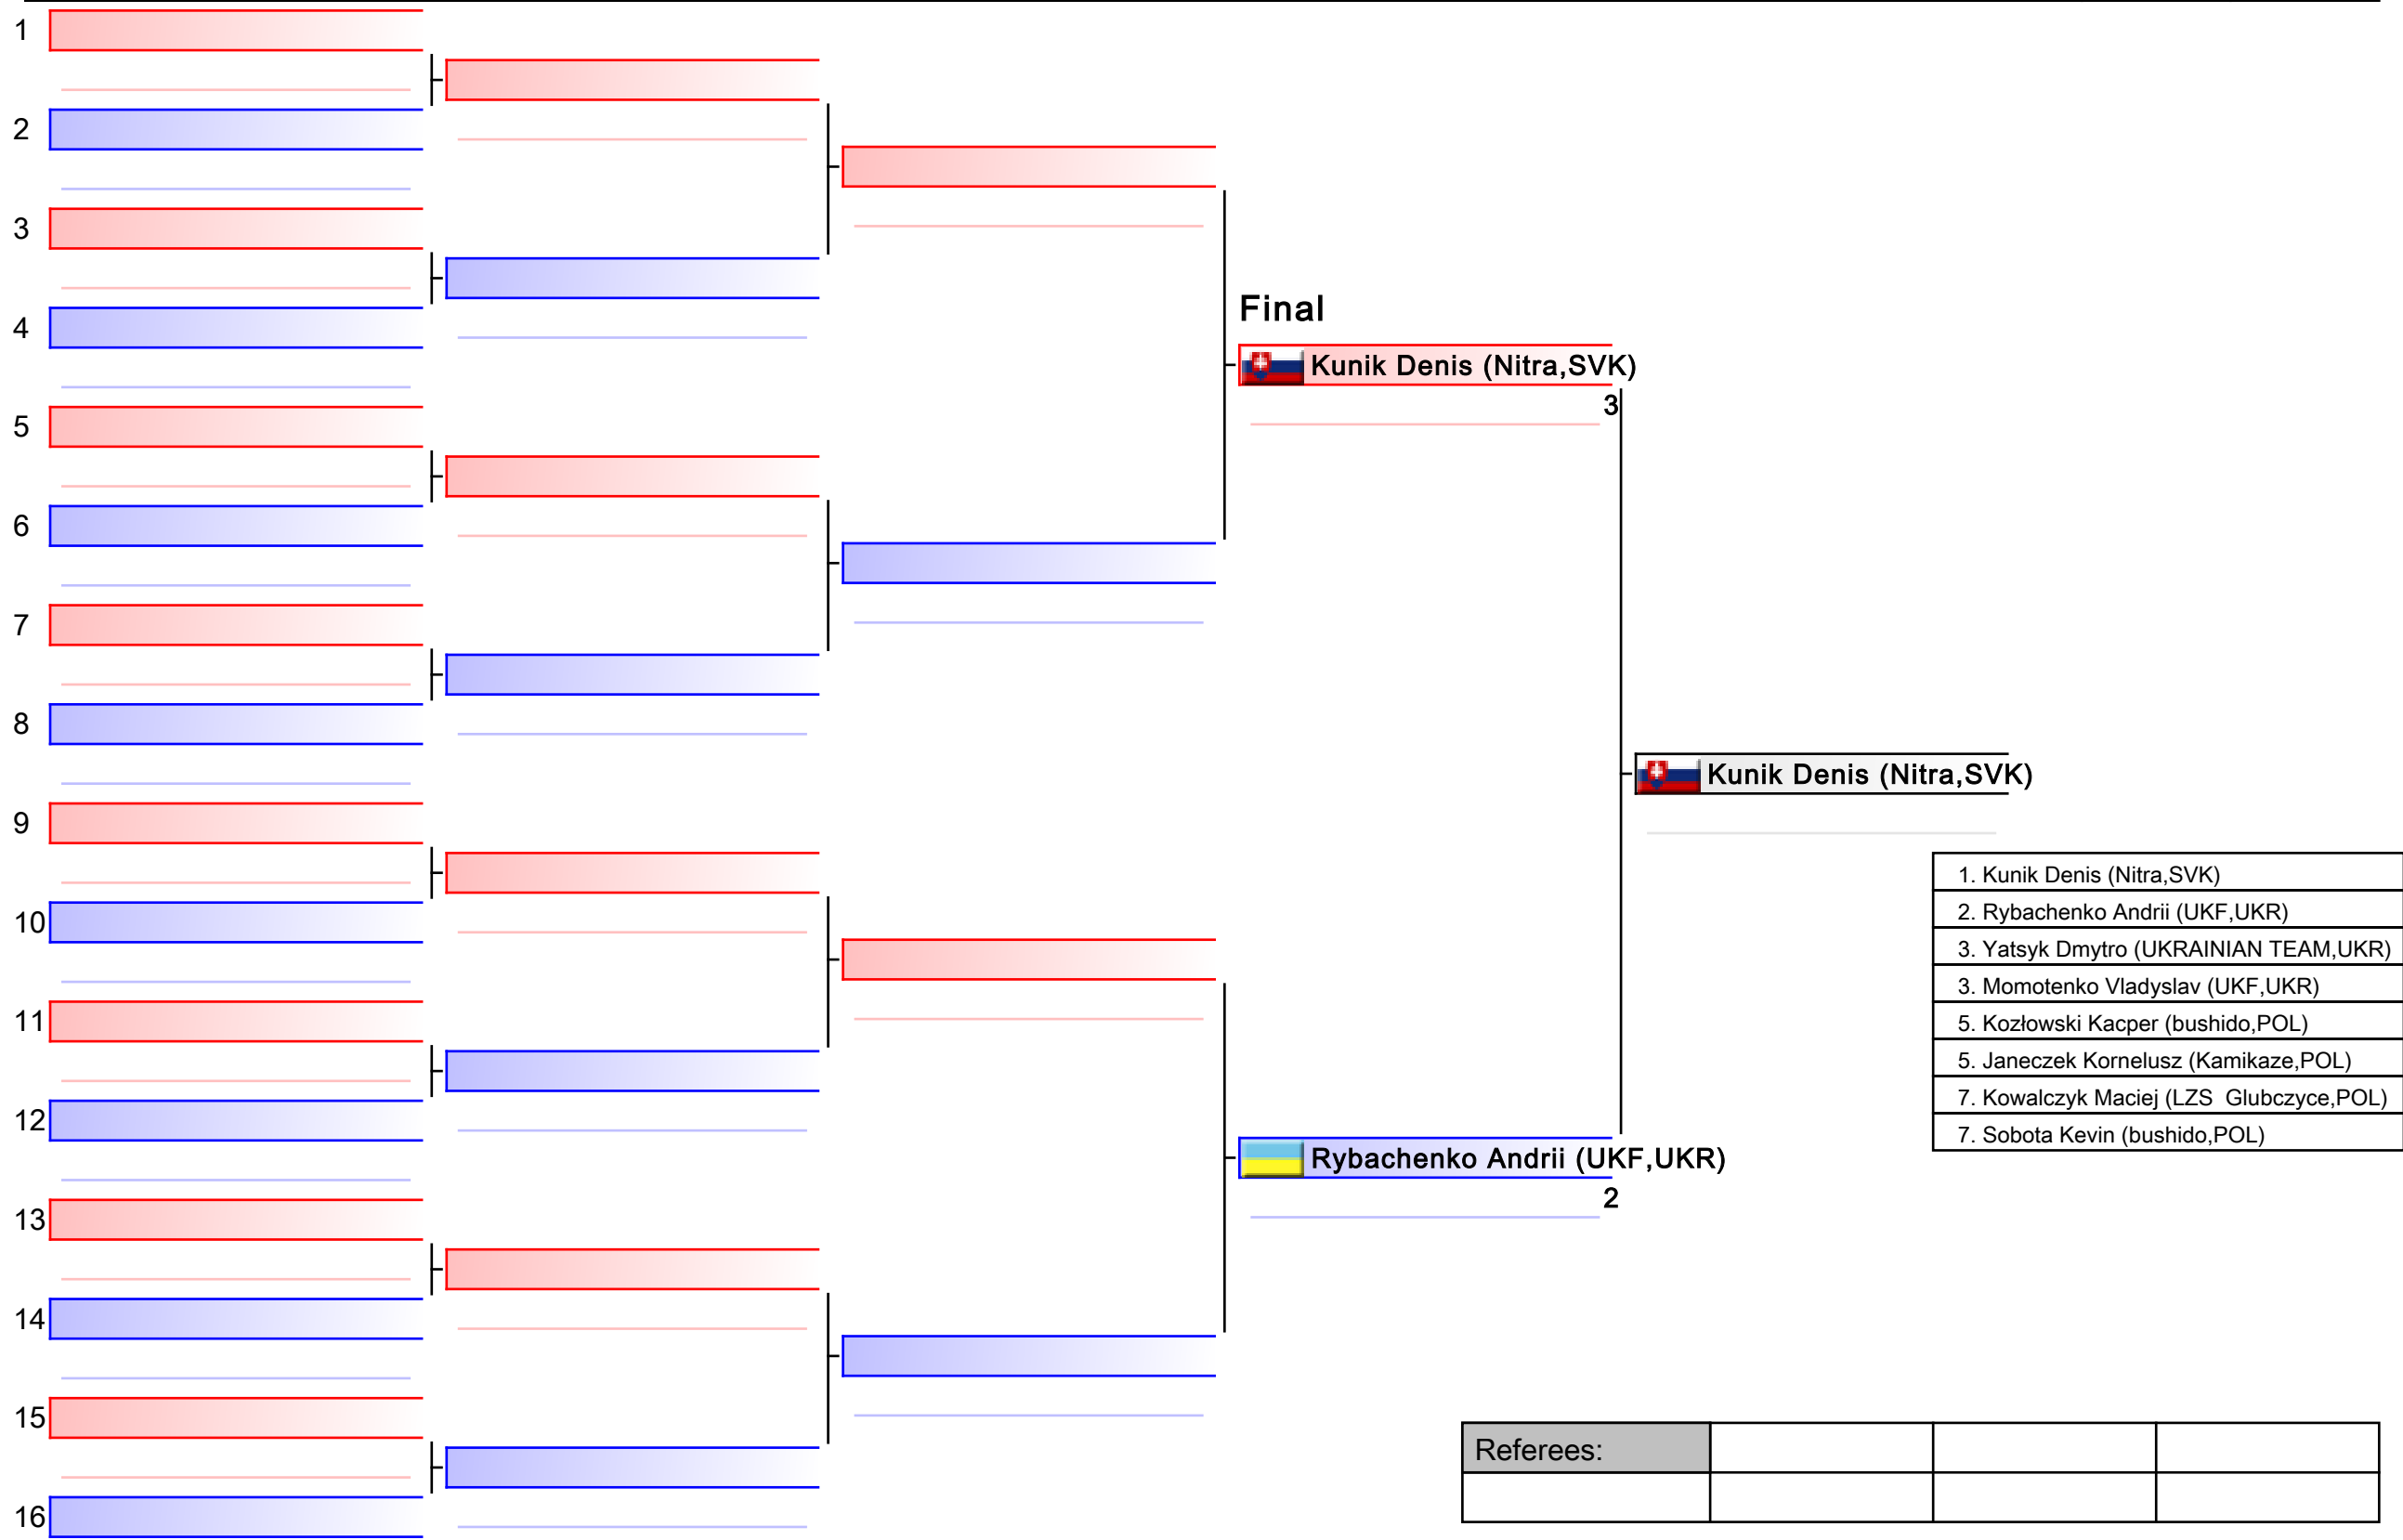 1
2
3
4
Final
Kunik Denis (Nitra,SVK)
3
5
6
7
8
Kunik Denis (Nitra,SVK)
9
1. Kunik Denis (Nitra,SVK)
2. Rybachenko Andrii (UKF,UKR)
3. Yatsyk Dmytro (UKRAINIAN TEAM,UKR)
3. Momotenko Vladyslav (UKF,UKR)
5. Kozłowski Kacper (bushido,POL)
5. Janeczek Kornelusz (Kamikaze,POL)
7. Kowalczyk Maciej (LZS  Glubczyce,POL)
7. Sobota Kevin (bushido,POL)
10
11
12
Rybachenko Andrii (UKF,UKR)
2
13
14
15
Referees:
16